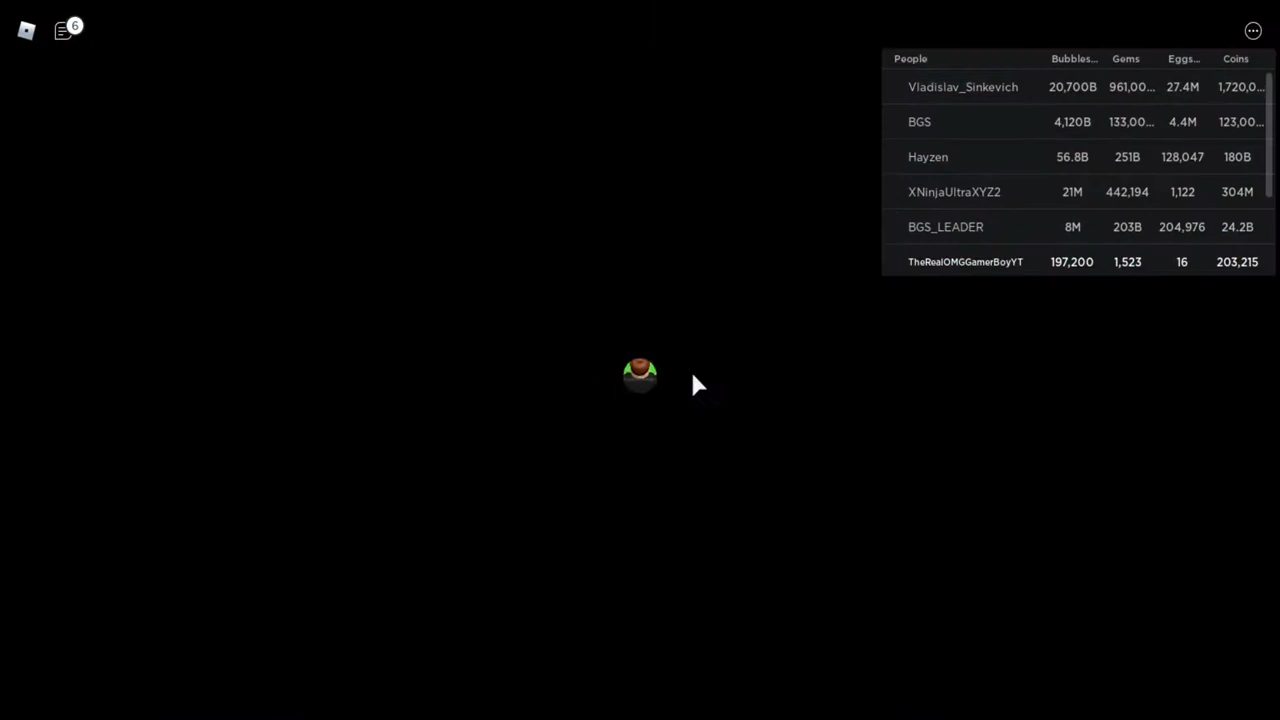 6
People Bubbles... Gems Eggs... Coins
Vladislav_Sinkevich 20,700B 961,00... 27.4M 1,720,0...
BGS 4,120B 133,00... 4.4M 123,00...
Hayzen 56.8B 251B 128,047 180B
XNinjaUltraXYZ2 21M 442,194 1,122 304M
BGS_LEADER 8M 203B 204,976 24.2B
TheRealOMGGamerBoyYT 197,200 1,523 16 203,215